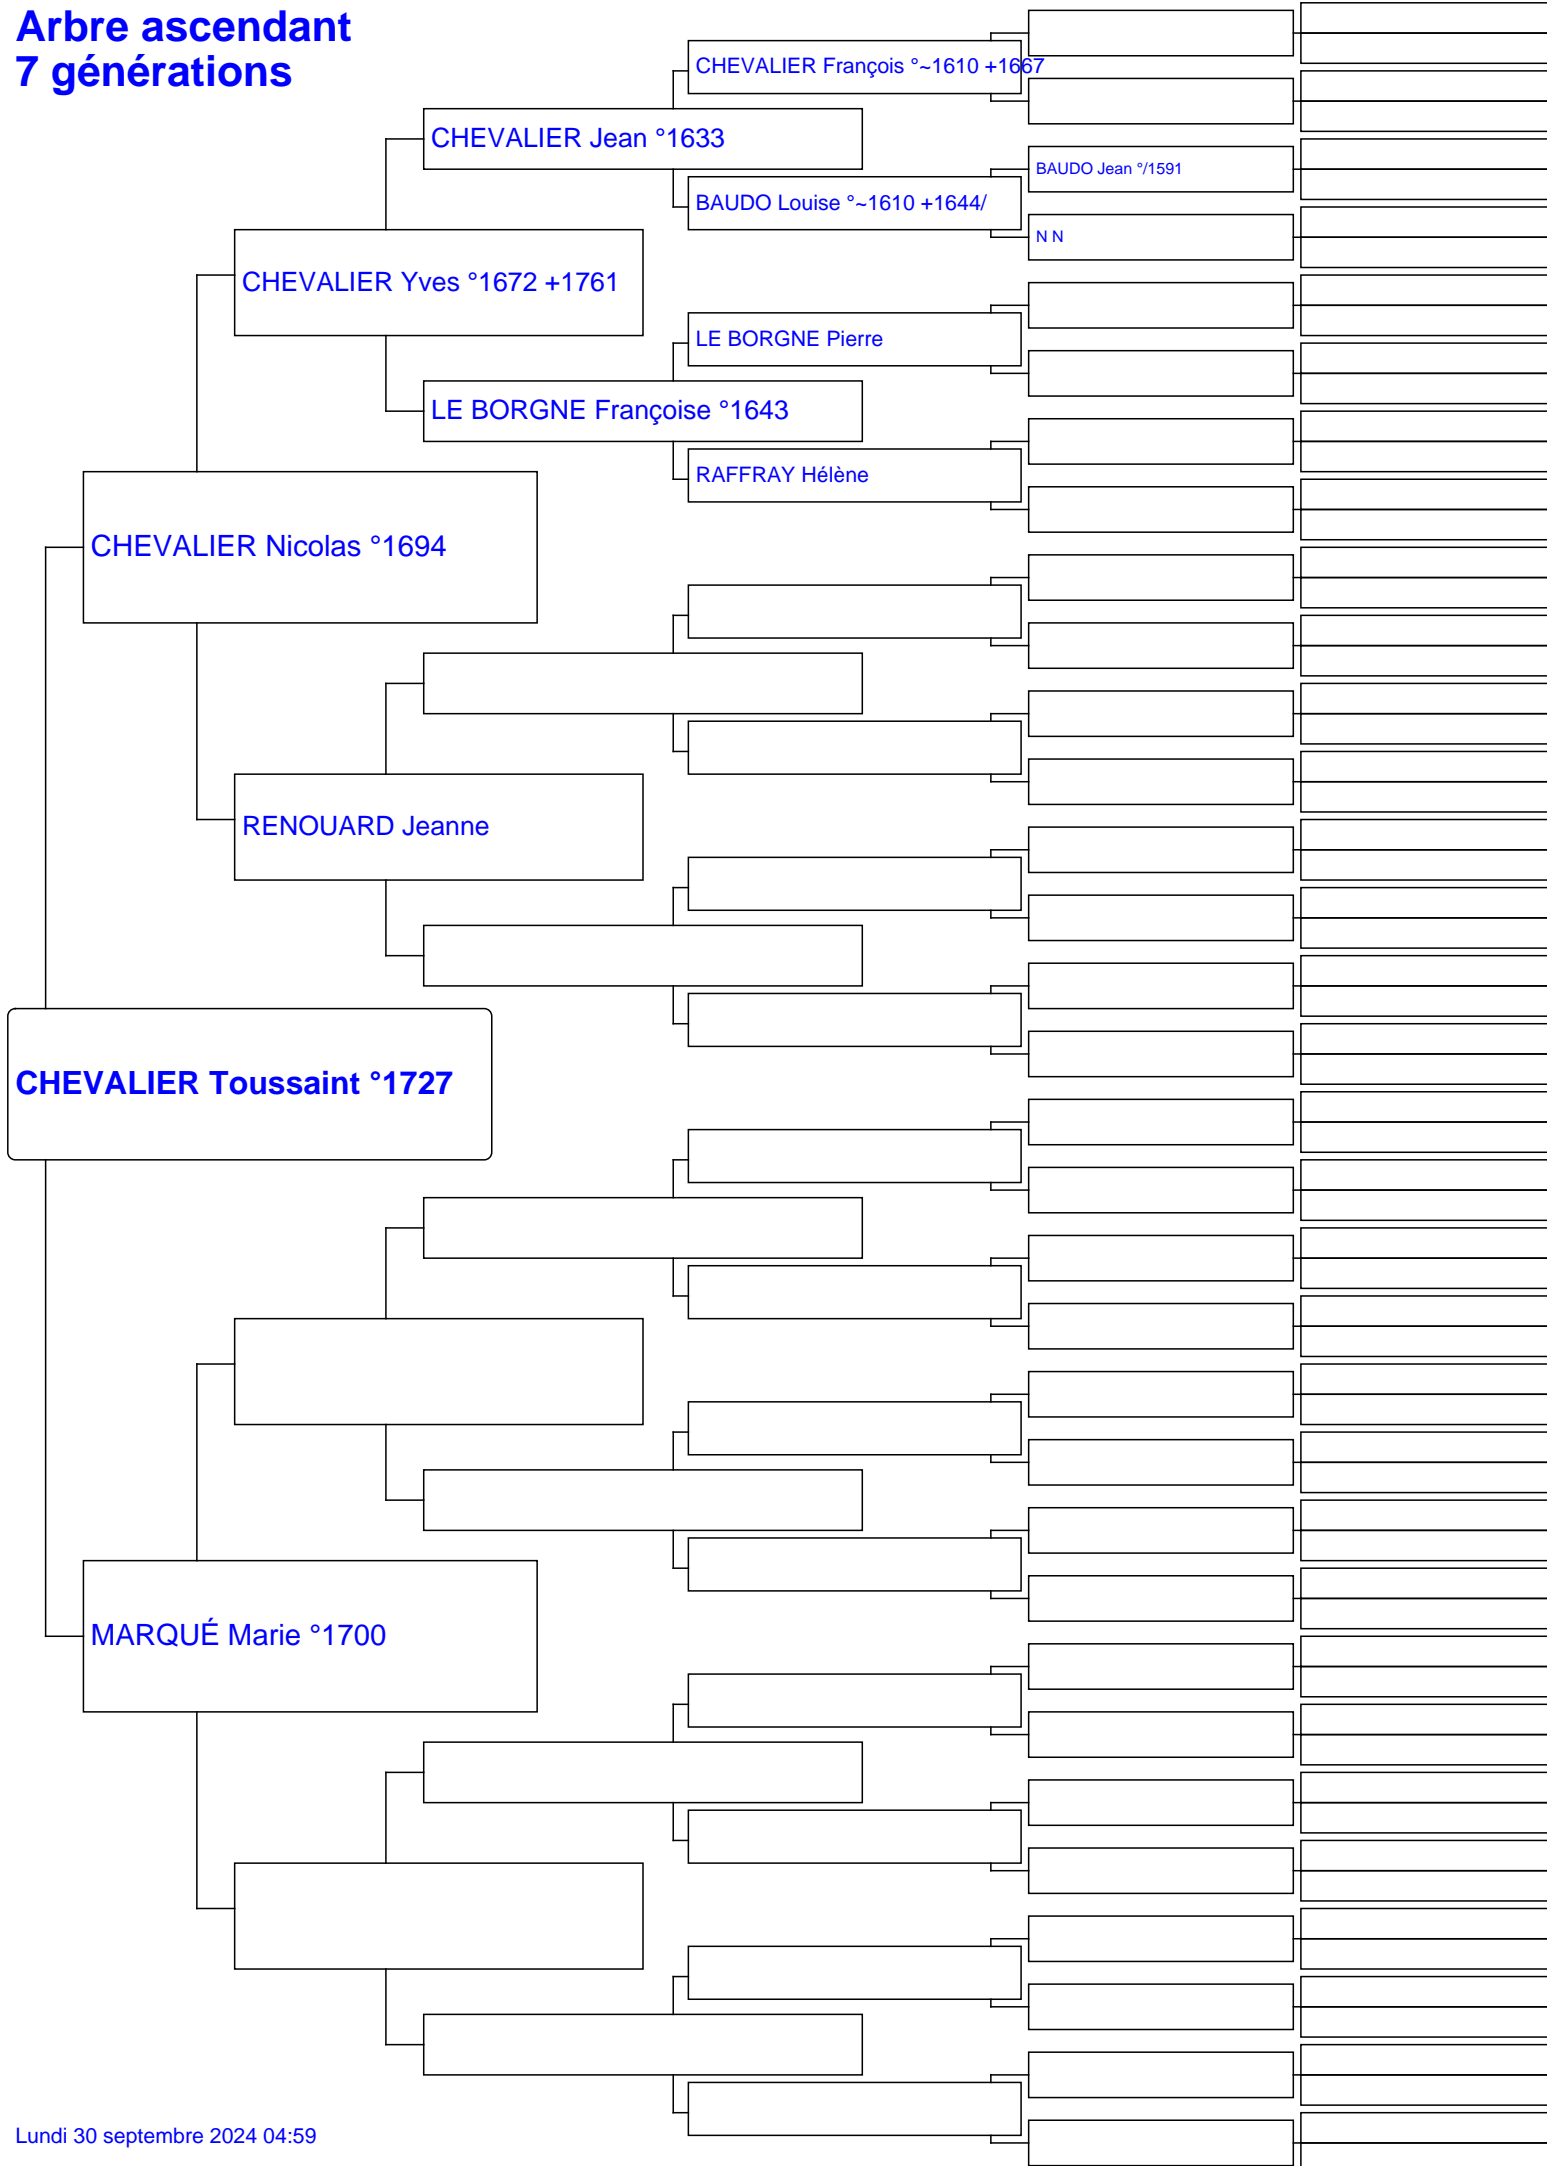 Arbre ascendant
7 générations
CHEVALIER François °~1610 +1667
CHEVALIER Jean °1633
BAUDO Jean °/1591
BAUDO Louise °~1610 +1644/
N N
CHEVALIER Yves °1672 +1761
LE BORGNE Pierre
LE BORGNE Françoise °1643
RAFFRAY Hélène
CHEVALIER Nicolas °1694
RENOUARD Jeanne
CHEVALIER Toussaint °1727
MARQUÉ Marie °1700
Lundi 30 septembre 2024 04:59